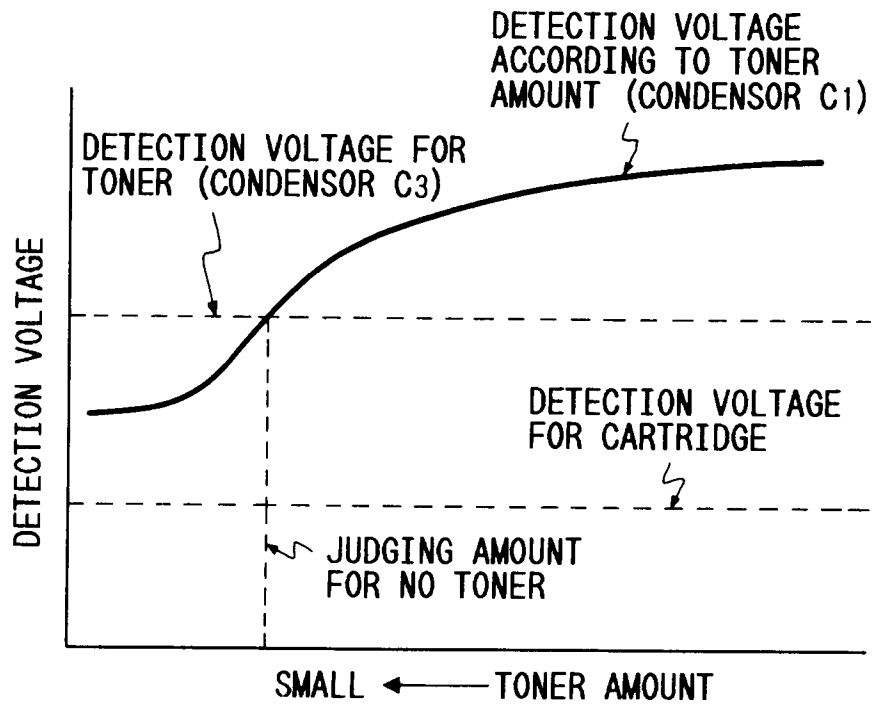 DETECTION VOLTAGE
ACCORDING TO TONER
AMOUNT (CONDENSOR C1)
DETECTION VOLTAGE FOR
TONER (CONDENSOR C3)
DETECTION VOLTAGE
DETECTION VOLTAGE
FOR CARTRIDGE
JUDGING AMOUNT
FOR NO TONER
SMALL ← TONER AMOUNT